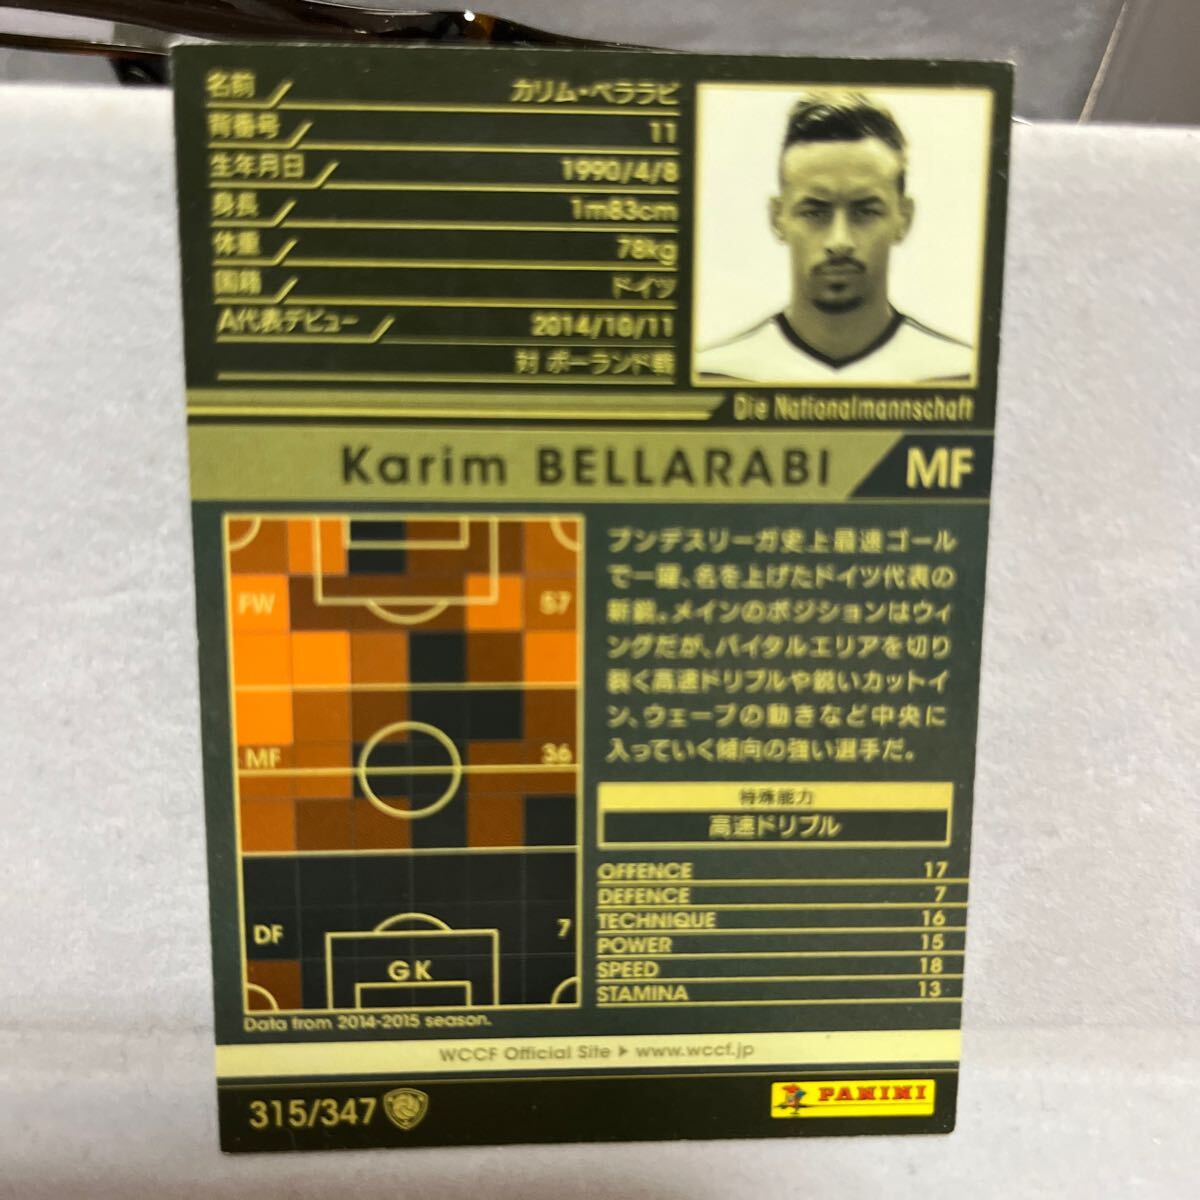 名前 カリム・ベララビ
背番号 11
生年月日 1990/4/8
身長 1m83cm
体重 78kg
国籍 ドイツ
A代表デビュー 2014/10/11
対 ポーランド戦
Die Nationalmannschaft
Karim BELLARABI MF
FW 57
MF 36
DF 7
GK
Data from 2014-2015 season.
ブンデスリーガ史上最速ゴール
で一躍、名を上げたドイツ代表の
新鋭。メインのポジションはウィ
ングだが、バイタルエリアを切り
裂く高速ドリブルや鋭いカットイ
ン、ウェーブの動きなど中央に
入っていく傾向の強い選手だ。
特殊能力
高速ドリブル
OFFENCE 17
DEFENCE 7
TECHNIQUE 16
POWER 15
SPEED 18
STAMINA 13
WCCF Official Site ▶ www.wccf.jp
315/347
PANINI